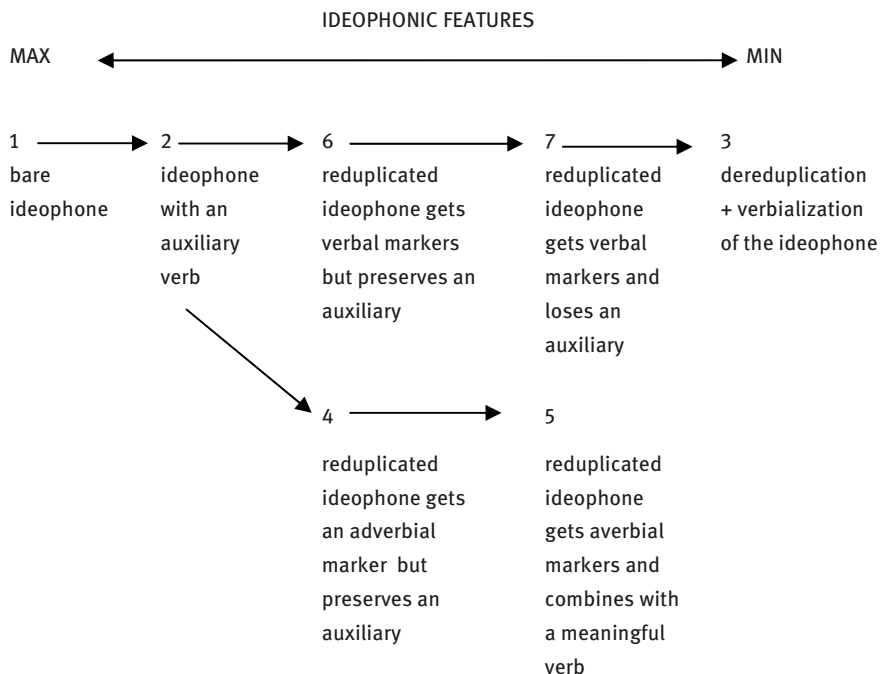 IDEOPHONIC FEATURES
MAX
MIN
1
bare
ideophone
2
ideophone
with an
auxiliary
verb
6
reduplicated
ideophone gets
verbal markers
but preserves an
auxiliary
7
reduplicated
ideophone
gets verbal
markers and
loses an
auxiliary
3
dereduplication
+ verbialization
of the ideophone
4
reduplicated
ideophone gets
an adverbial
marker but
preserves an
auxiliary
5
reduplicated
ideophone
gets averbial
markers and
combines with
a meaningful
verb